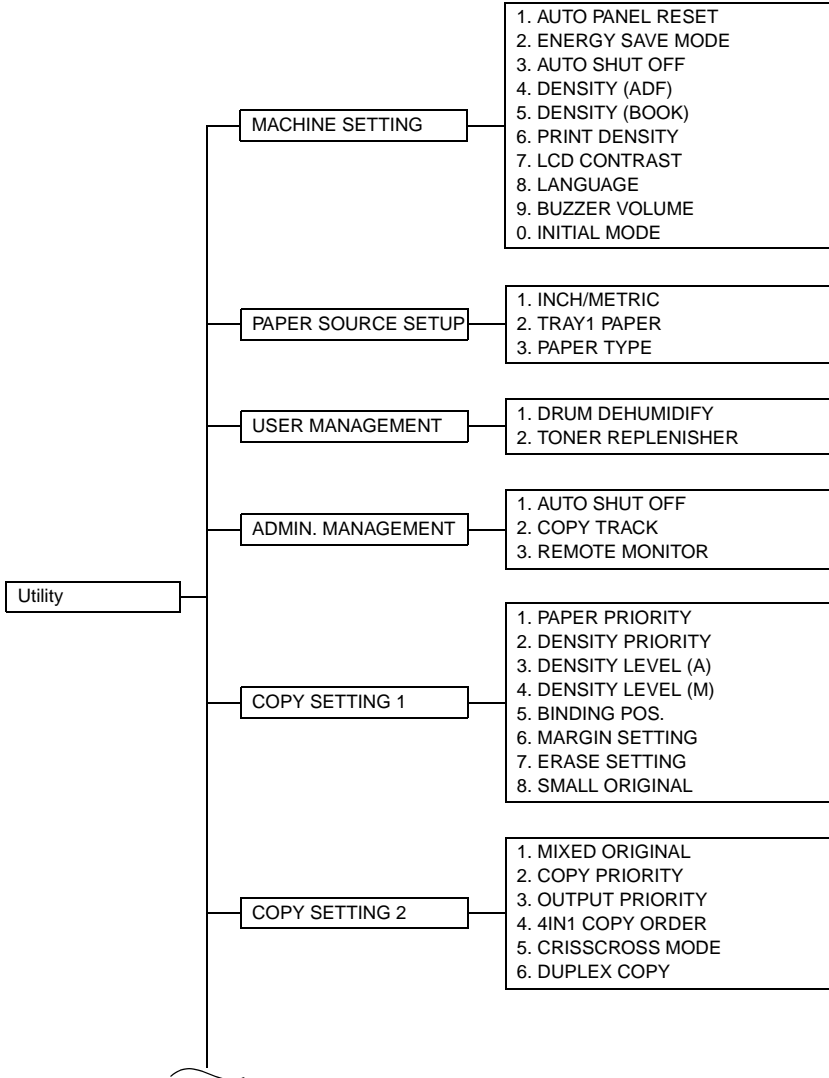 1. AUTO PANEL RESET
2. ENERGY SAVE MODE
3. AUTO SHUT OFF
4. DENSITY (ADF)
MACHINE SETTING
5. DENSITY (BOOK)
6. PRINT DENSITY
7. LCD CONTRAST
8. LANGUAGE
9. BUZZER VOLUME
0. INITIAL MODE
PAPER SOURCE SETUP
1. INCH/METRIC
2. TRAY1 PAPER
3. PAPER TYPE
USER MANAGEMENT
1. DRUM DEHUMIDIFY
2. TONER REPLENISHER
ADMIN. MANAGEMENT
1. AUTO SHUT OFF
2. COPY TRACK
3. REMOTE MONITOR
Utility
COPY SETTING 1
1. PAPER PRIORITY
2. DENSITY PRIORITY
3. DENSITY LEVEL (A)
4. DENSITY LEVEL (M)
5. BINDING POS.
6. MARGIN SETTING
7. ERASE SETTING
8. SMALL ORIGINAL
COPY SETTING 2
1. MIXED ORIGINAL
2. COPY PRIORITY
3. OUTPUT PRIORITY
4. 4IN1 COPY ORDER
5. CRISSCROSS MODE
6. DUPLEX COPY